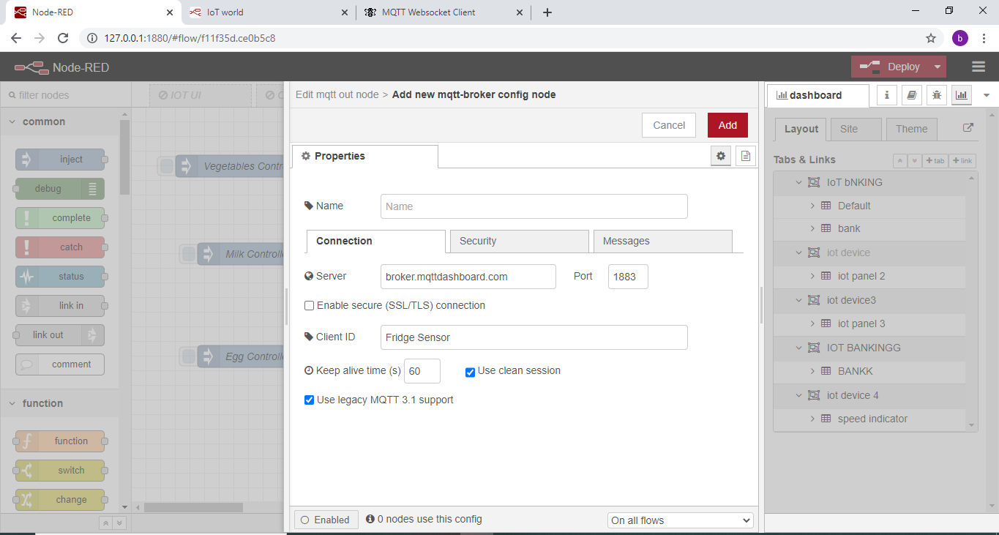 Node-RED
IoT world
MQTT Websocket Client
127.0.0.1:1880/#flow/f11f35d.ce0b5c8
b
Node-RED
Deploy
filter nodes
common
inject
debug
complete
catch
status
link in
link out
comment
function
function
switch
change
IOT UI
Vegetables Contr
Milk Controlle
Egg Controlle
Edit mqtt out node > Add new mqtt-broker config node
Cancel
Add
Properties
Name
Name
Connection
Security
Messages
Server
broker.mqttdashboard.com
Port
1883
Enable secure (SSL/TLS) connection
Client ID
Fridge Sensor
Keep alive time (s)
60
Use clean session
Use legacy MQTT 3.1 support
Enabled
0 nodes use this config
On all flows
dashboard
Layout
Site
Theme
Tabs & Links
+ tab
+ link
IoT bNKING
Default
bank
iot device
iot panel 2
iot device3
iot panel 3
IOT BANKINGG
BANKK
iot device 4
speed indicator